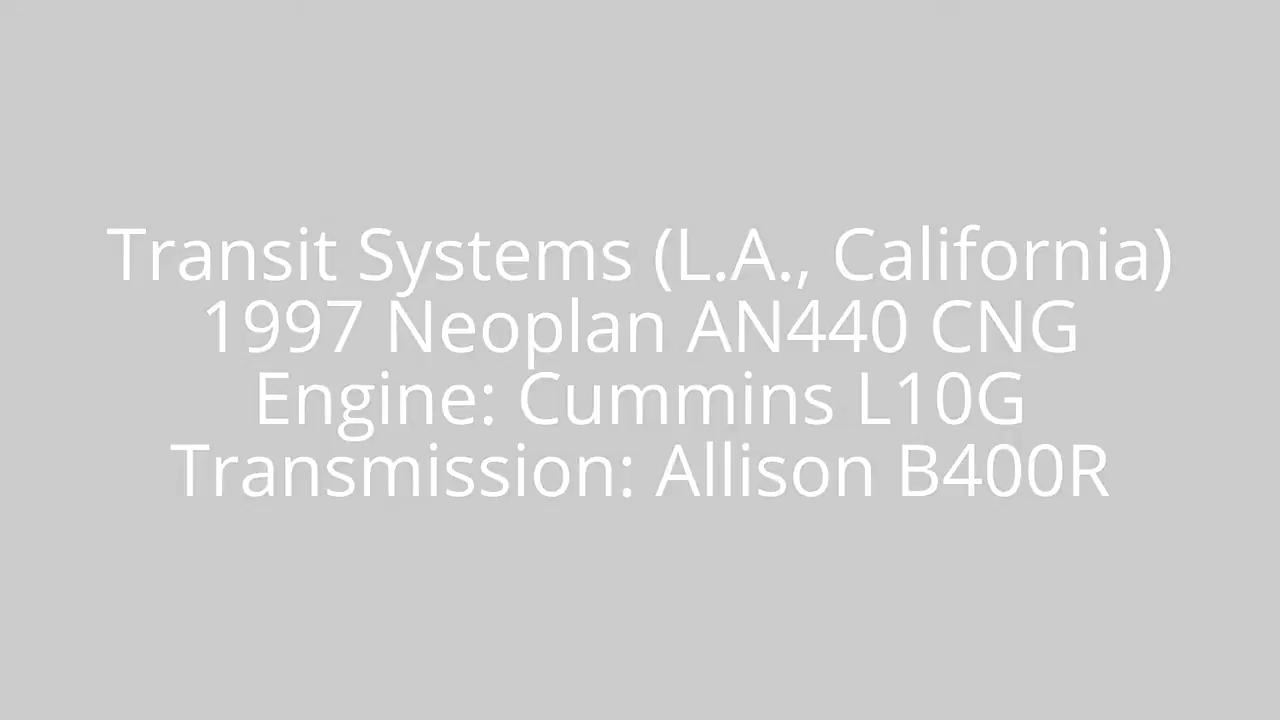 Transit Systems (L.A., California)
1997 Neoplan AN440 CNG
Engine: Cummins L10G
Transmission: Allison B400R